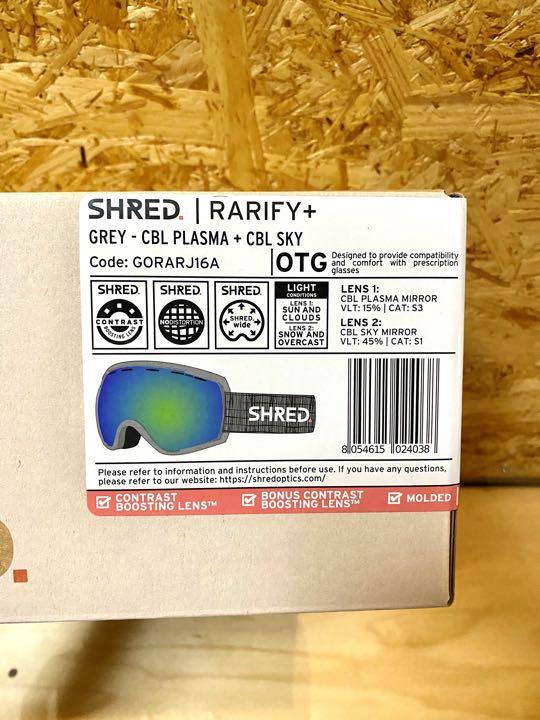 SHRED. | RARIFY+
GREY - CBL PLASMA + CBL SKY
Code: GORARJ16A
OTG Designed to provide compatibility and comfort with prescription glasses
SHRED.
CONTRAST
BOOSTING LENS
SHRED.
NODISTORTION
SHRED.
SHRED.
wide
LIGHT
CONDITIONS
LENS 1:
SUN AND
CLOUDS
LENS 2:
SNOW AND
OVERCAST
LENS 1:
CBL PLASMA MIRROR
VLT: 15% | CAT: S3
LENS 2:
CBL SKY MIRROR
VLT: 45% | CAT: S1
SHRED.
8 054615 024038
Please refer to information and instructions before use. If you have any questions,
please refer to our website: https://shredoptics.com/
CONTRAST
BOOSTING LENS™
BONUS CONTRAST
BOOSTING LENS™
MOLDED